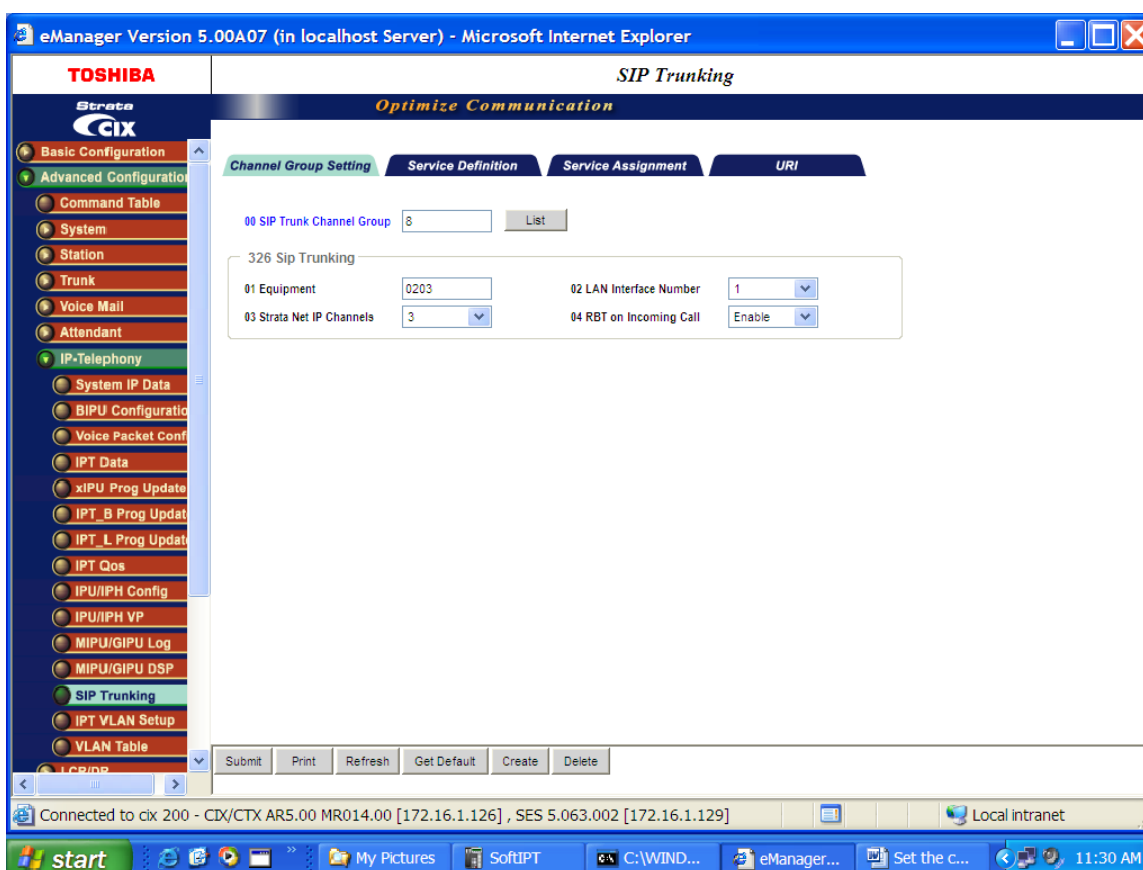 eManager Version 5.00A07 (in localhost Server) - Microsoft Internet Explorer
TOSHIBA
SIP Trunking
Strata
CIX
Optimize Communication
Basic Configuration
Advanced Configuration
Command Table
System
Station
Trunk
Voice Mail
Attendant
IP-Telephony
System IP Data
BIPU Configuratio
Voice Packet Conf
IPT Data
xIPU Prog Update
IPT_B Prog Updat
IPT_L Prog Updat
IPT Qos
IPU/IPH Config
IPU/IPH VP
MIPU/GIPU Log
MIPU/GIPU DSP
SIP Trunking
IPT VLAN Setup
VLAN Table
LCR/DR
Channel Group Setting Service Definition Service Assignment URI
00 SIP Trunk Channel Group 8 List
326 Sip Trunking
01 Equipment 0203 02 LAN Interface Number 1
03 Strata Net IP Channels 3 04 RBT on Incoming Call Enable
Submit Print Refresh Get Default Create Delete
Connected to cix 200 - CIX/CTX AR5.00 MR014.00 [172.16.1.126] , SES 5.063.002 [172.16.1.129] Local intranet
start My Pictures SoftIPT C:\WIND... eManager... Set the c... 11:30 AM